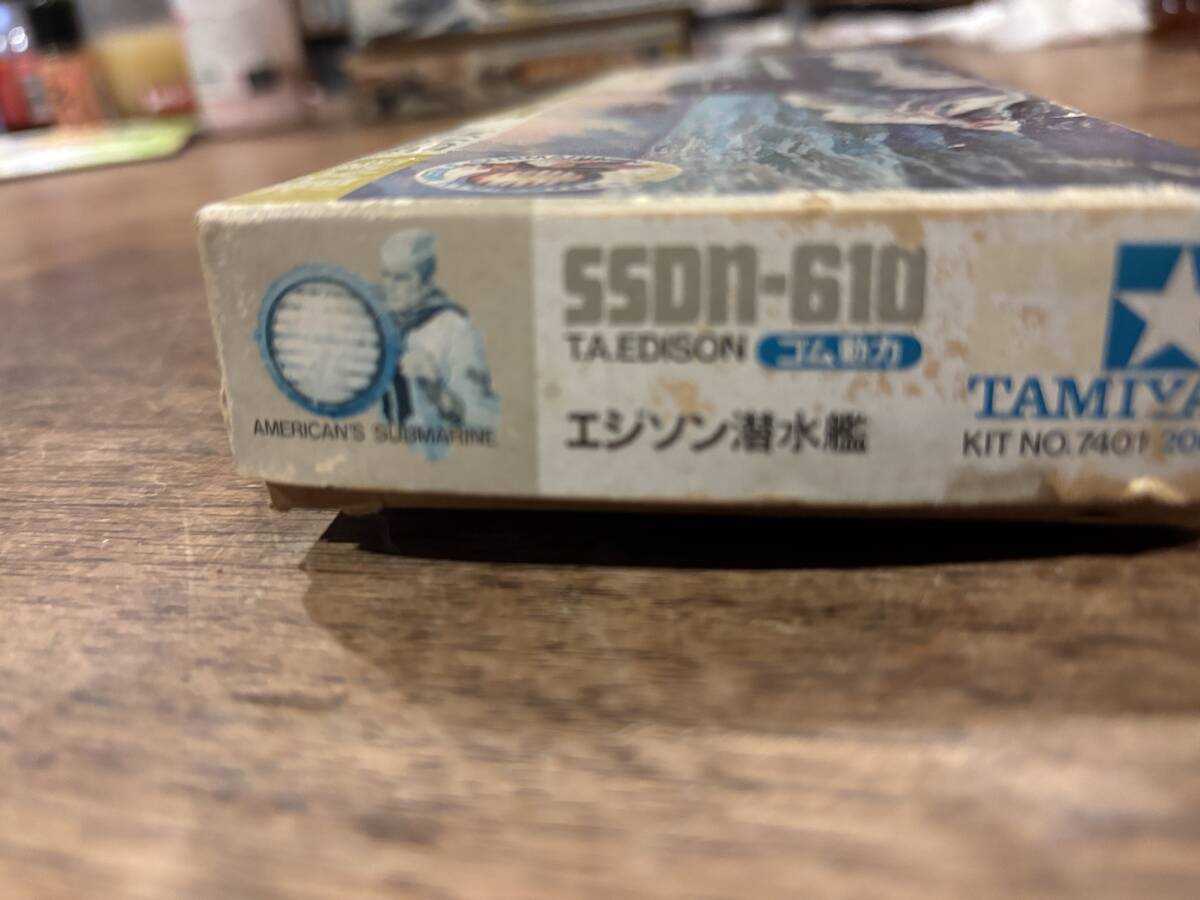 AMERICAN'S SUBMARINE
SSDN-610
T.A.EDISON ゴム動力
エジソン潜水艦
TAMIYA
KIT NO.7401 20